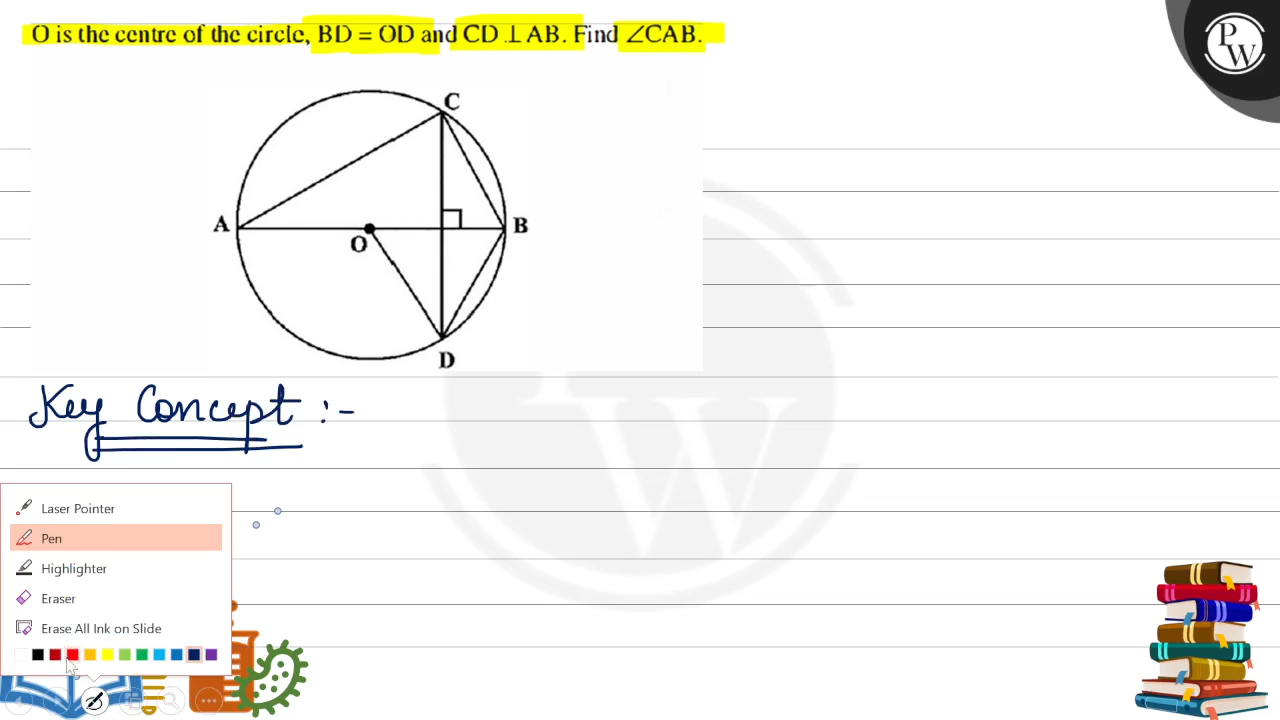 O is the centre of the circle, BD = OD and CD ⊥ AB. Find ∠CAB.
P
W
C
A
B
O
D
Key Concept :-
Laser Pointer
Pen
Highlighter
Eraser
Erase All Ink on Slide